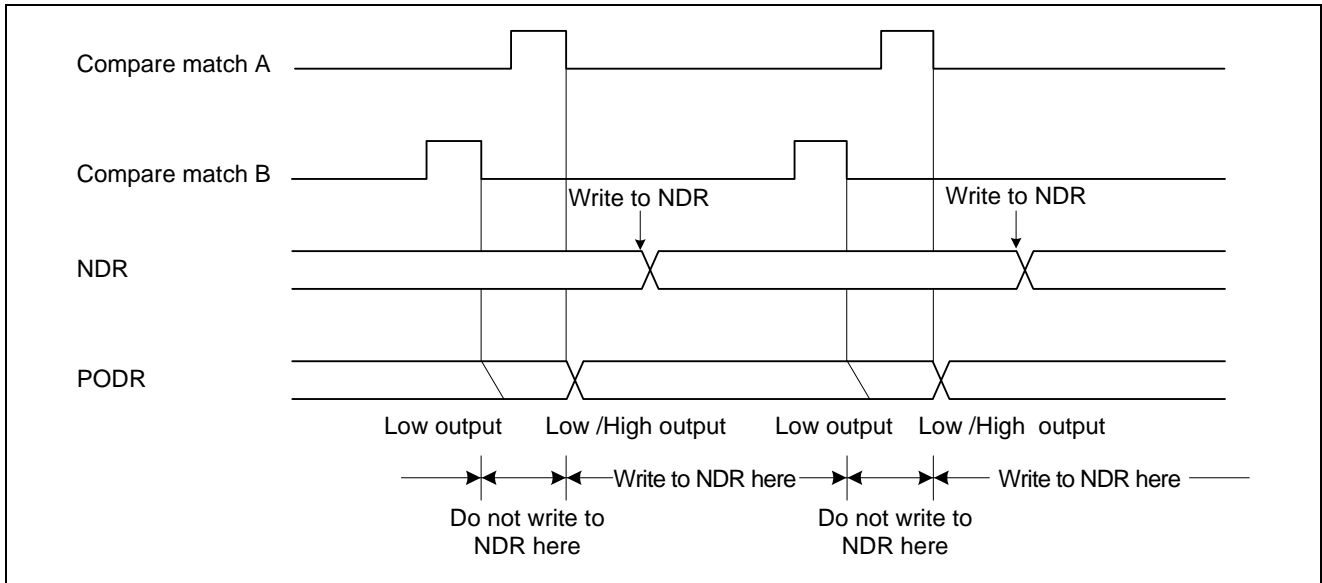 Compare match A
Compare match B
Write to NDR
Write to NDR
NDR
PODR
Low output
Low /High output
Low output
Low /High output
Write to NDR here
Write to NDR here
Do not write to
NDR here
Do not write to
NDR here